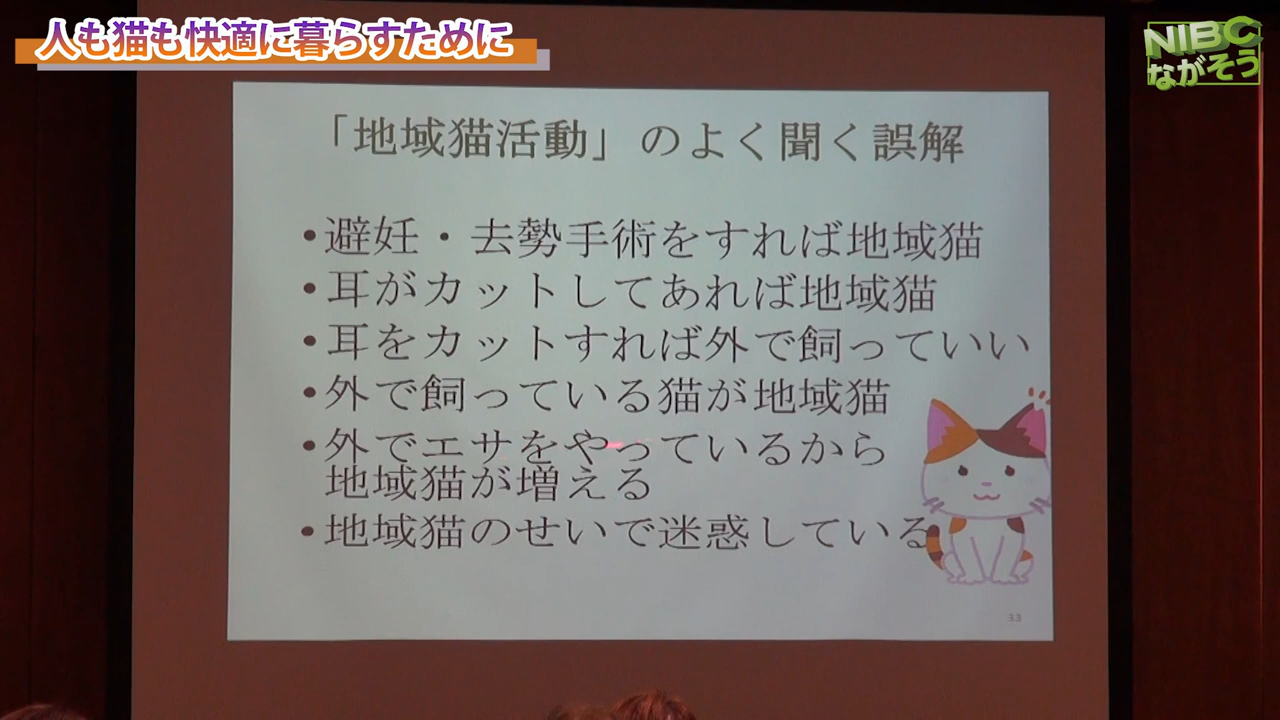 人も猫も快適に暮らすために
NIBC
ながそう
「地域猫活動」のよく聞く誤解
•避妊・去勢手術をすれば地域猫
•耳がカットしてあれば地域猫
•耳をカットすれば外で飼っていい
•外で飼っている猫が地域猫
•外でエサをやっているから
地域猫が増える
•地域猫のせいで迷惑している
33